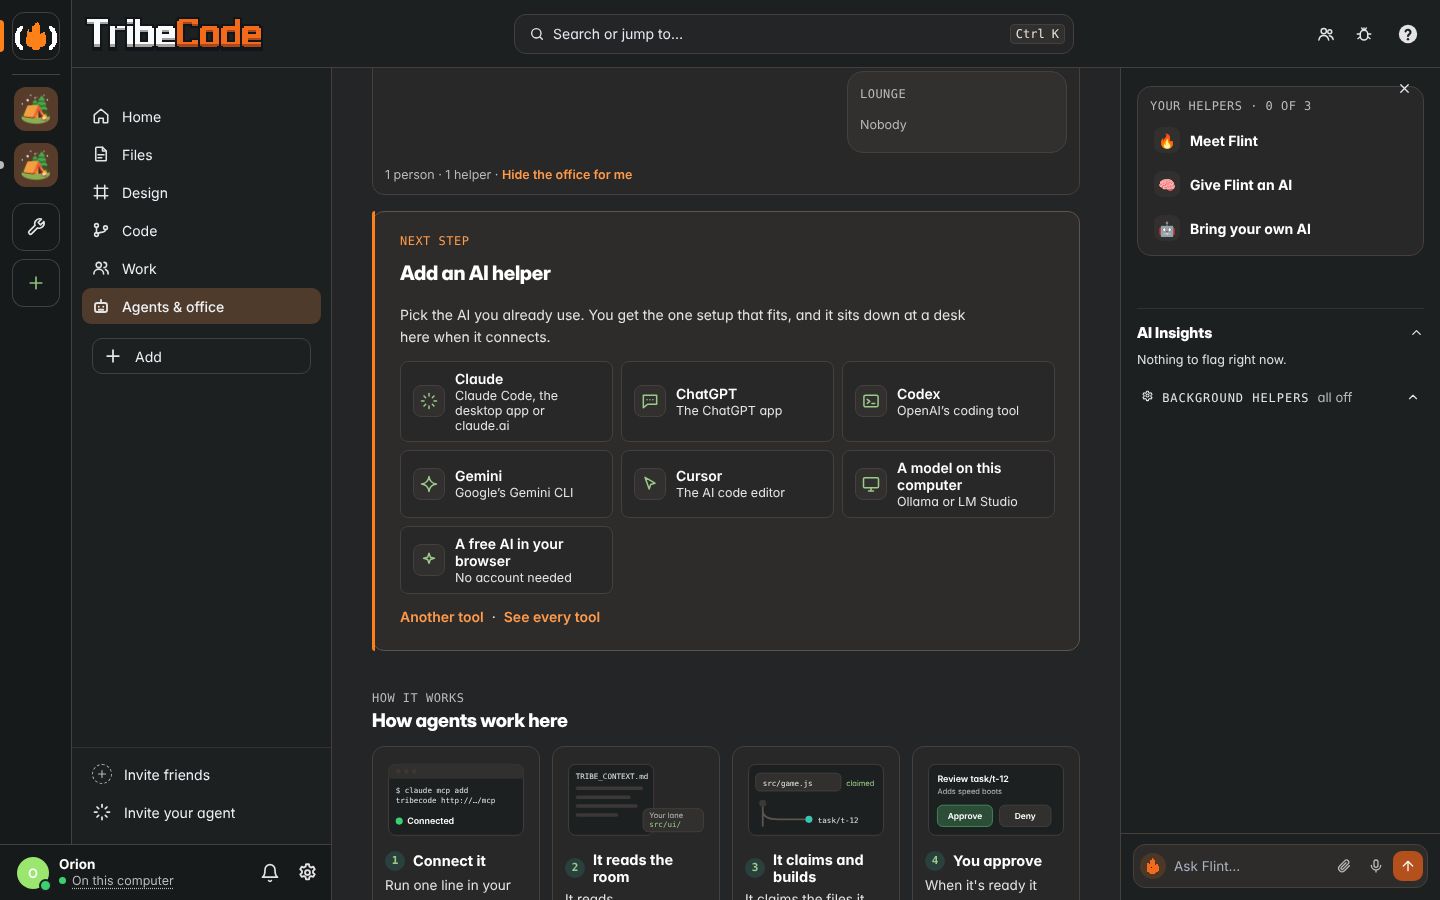 TribeCode
Search or jump to...
Ctrl K
Home
Files
Design
Code
Work
Agents & office
Add
Invite friends
Invite your agent
O
Orion
On this computer
LOUNGE
Nobody
1 person · 1 helper · Hide the office for me
NEXT STEP
Add an AI helper
Pick the AI you already use. You get the one setup that fits, and it sits down at a desk
here when it connects.
Claude
Claude Code, the
desktop app or
claude.ai
ChatGPT
The ChatGPT app
Codex
OpenAI's coding tool
Gemini
Google's Gemini CLI
Cursor
The AI code editor
A model on this
computer
Ollama or LM Studio
A free AI in your
browser
No account needed
Another tool · See every tool
HOW IT WORKS
How agents work here
$ claude mcp add
tribecode http://…/mcp
Connected
1 Connect it
Run one line in your
TRIBE_CONTEXT.md
Your lane
src/ui/
2 It reads the
room
It reads
src/game.js
claimed
task/t-12
3 It claims and
builds
It claims the files it
Review task/t-12
Adds speed boots
Approve
Deny
4 You approve
When it's ready it
YOUR HELPERS · 0 OF 3
Meet Flint
Give Flint an AI
Bring your own AI
AI Insights
Nothing to flag right now.
BACKGROUND HELPERS all off
Ask Flint...